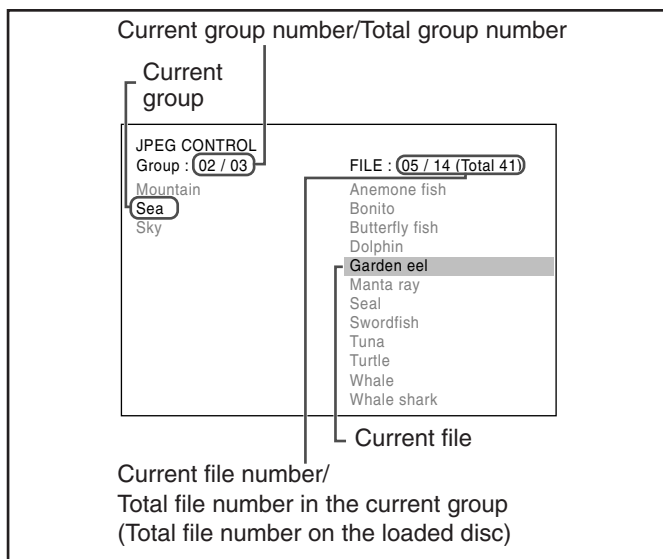 Current group number/Total group number
Current
group
JPEG CONTROL
Group : 02 / 03
FILE : 05 / 14 (Total 41)
Mountain
Sea
Sky
Anemone fish
Bonito
Butterfly fish
Dolphin
Garden eel
Manta ray
Seal
Swordfish
Tuna
Turtle
Whale
Whale shark
Current file
Current file number/
Total file number in the current group
(Total file number on the loaded disc)